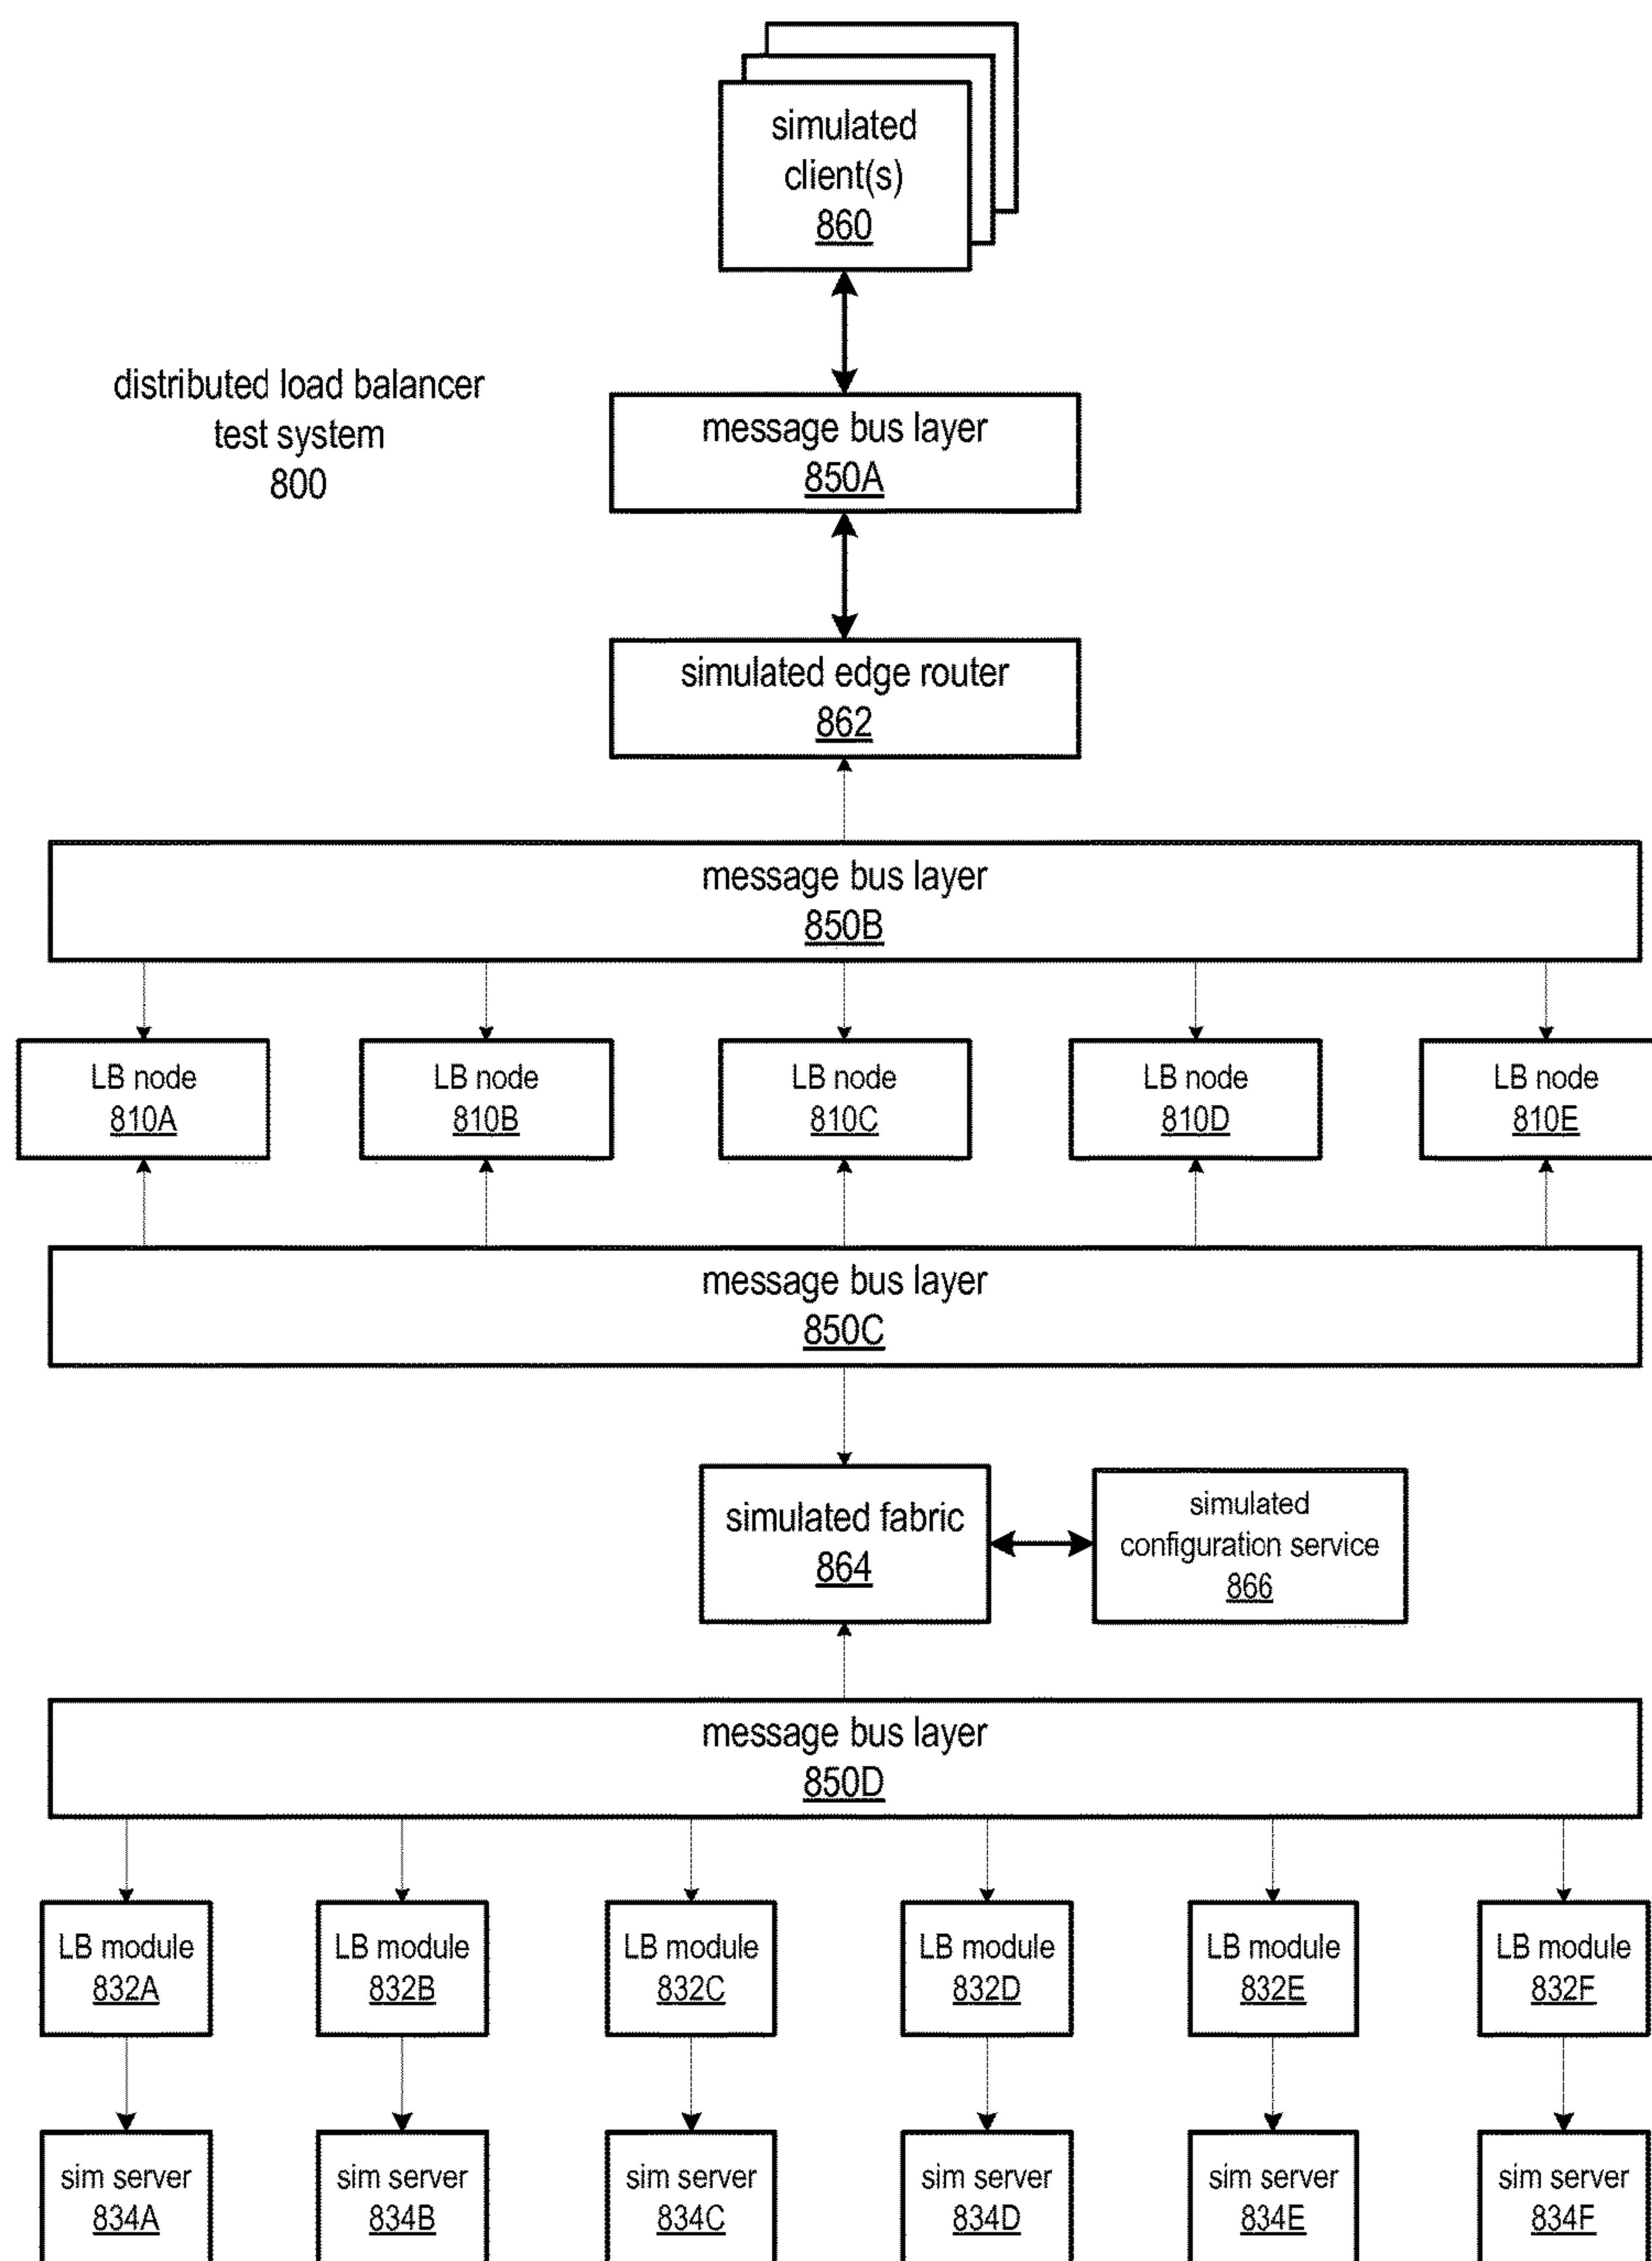 simulated
client(s)
860
distributed load balancer
test system
800
message bus layer
850A
simulated edge router
862
message bus layer
850B
LB node
810A
LB node
810B
LB node
810C
LB node
810D
LB node
810E
message bus layer
850C
simulated fabric
864
simulated
configuration service
866
message bus layer
850D
LB module
832A
LB module
832B
LB module
832C
LB module
832D
LB module
832E
LB module
832F
sim server
834A
sim server
834B
sim server
834C
sim server
834D
sim server
834E
sim server
834F